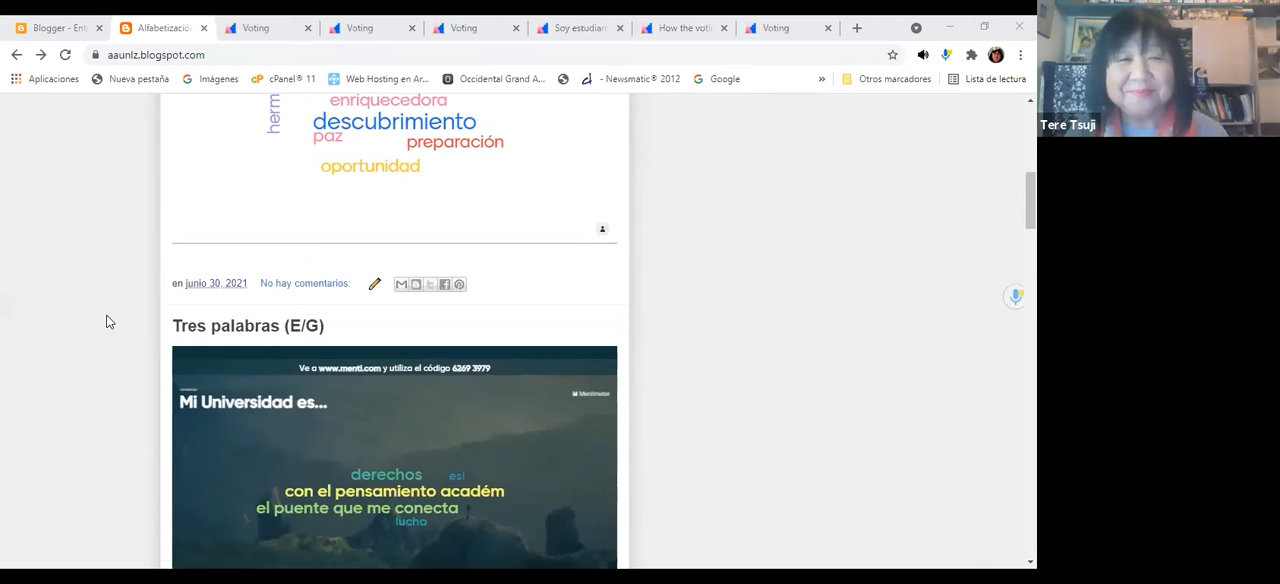 Blogger - Ent
Alfabetizació
Voting
Voting
Voting
Soy estudian
How the voti
Voting
aaunlz.blogspot.com
Aplicaciones
Nueva pestaña
Imágenes
cPanel® 11
Web Hosting en Ar...
Occidental Grand A...
- Newsmatic® 2012
Google
»
Otros marcadores
Lista de lectura
Tere Tsuji
herm
enriquecedora
descubrimiento
paz
preparación
oportunidad
en junio 30, 2021
No hay comentarios:
Tres palabras (E/G)
Ve a www.menti.com y utiliza el código 6269 3979
Mi Universidad es...
Mentimeter
derechos
esi
con el pensamiento académ
el puente que me conecta
lucha